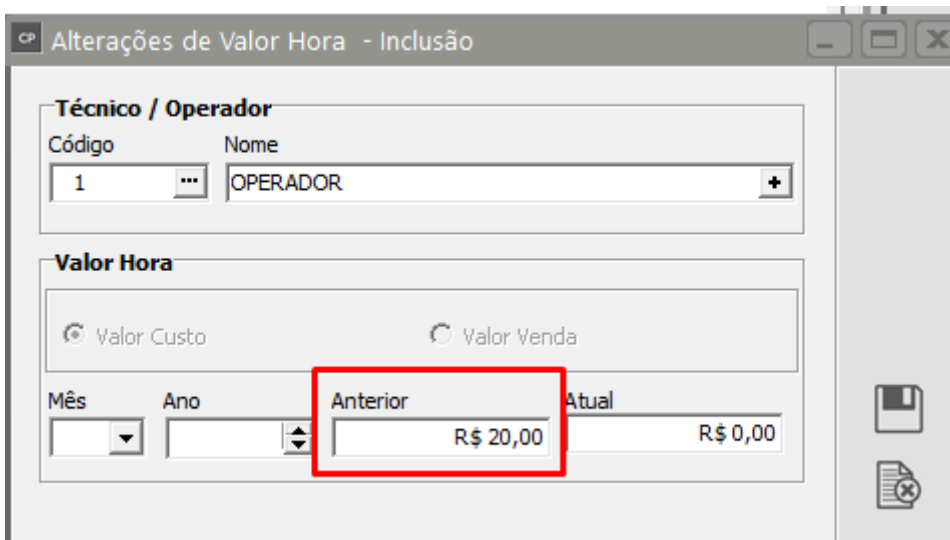 CP Alterações de Valor Hora - Inclusão
Técnico / Operador
Código Nome
1 ... OPERADOR +
Valor Hora
Valor Custo Valor Venda
Mês Ano Anterior Atual
R$ 20,00 R$ 0,00